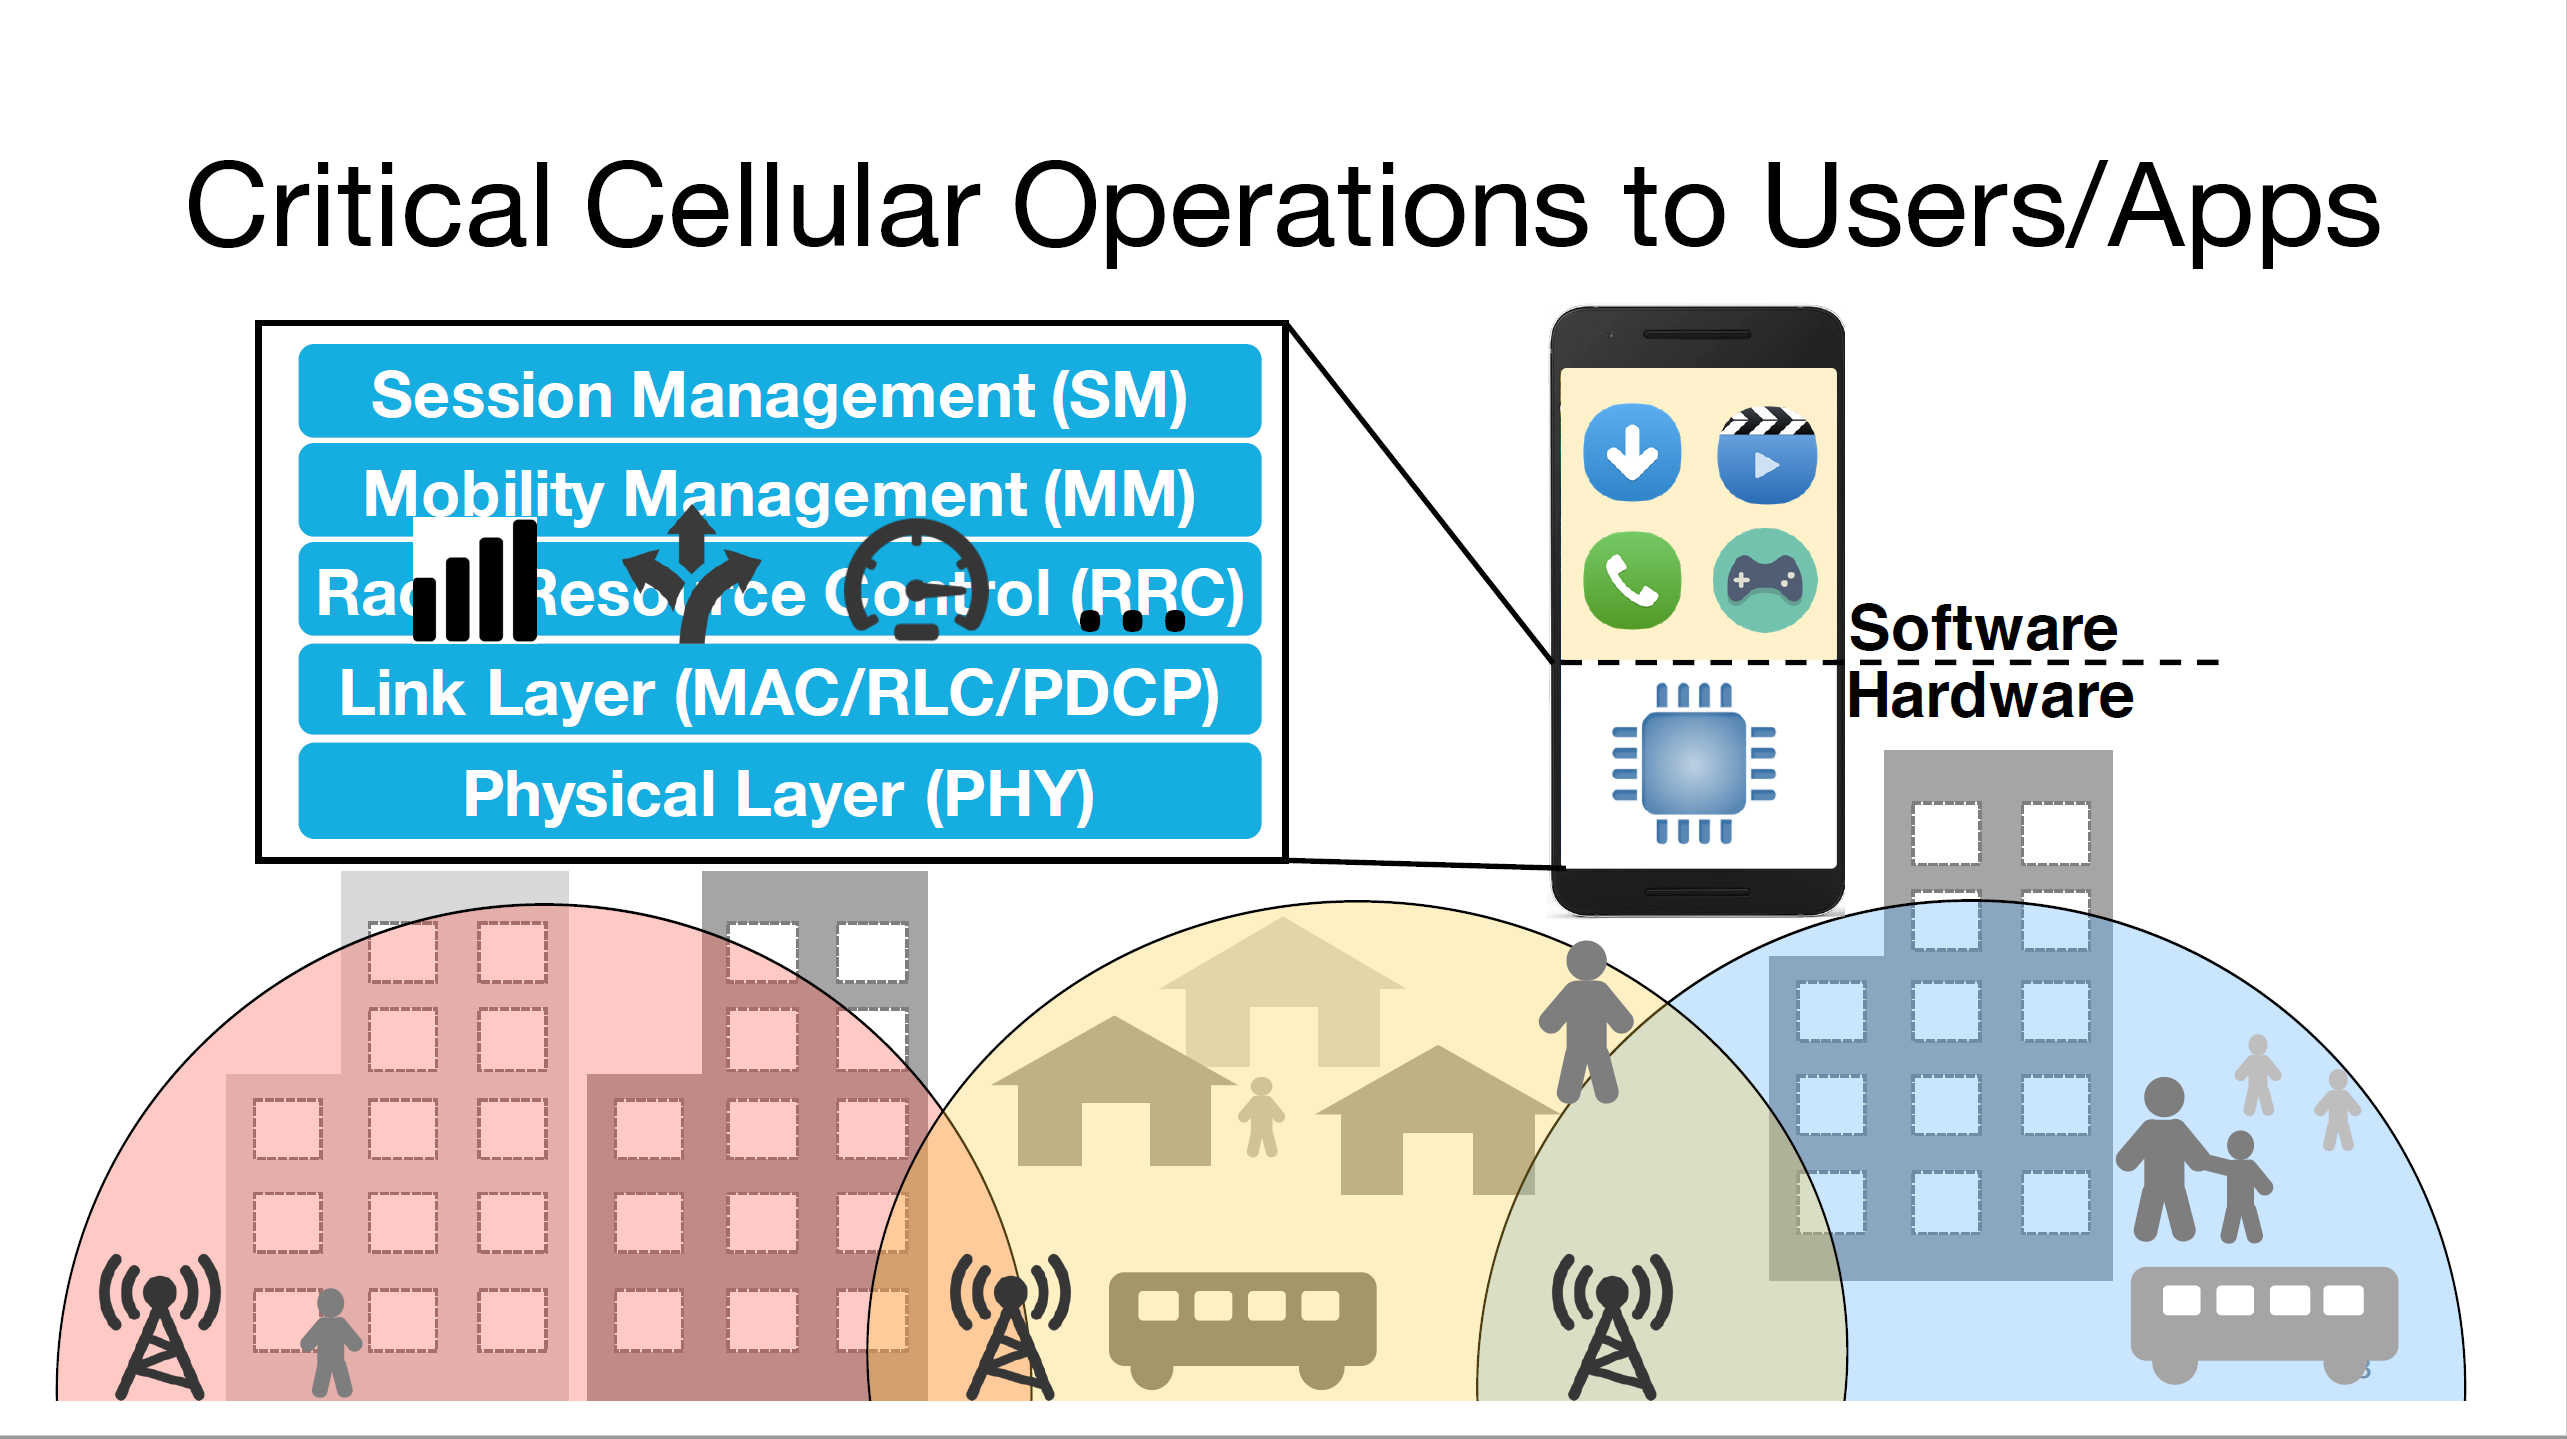 Critical Cellular Operations to Users/Apps
Session Management (SM)
Mobility Management (MM)
Resource Control (RRC)
Link Layer (MAC/RLC/PDCP)
Physical Layer (PHY)
Software
Hardware